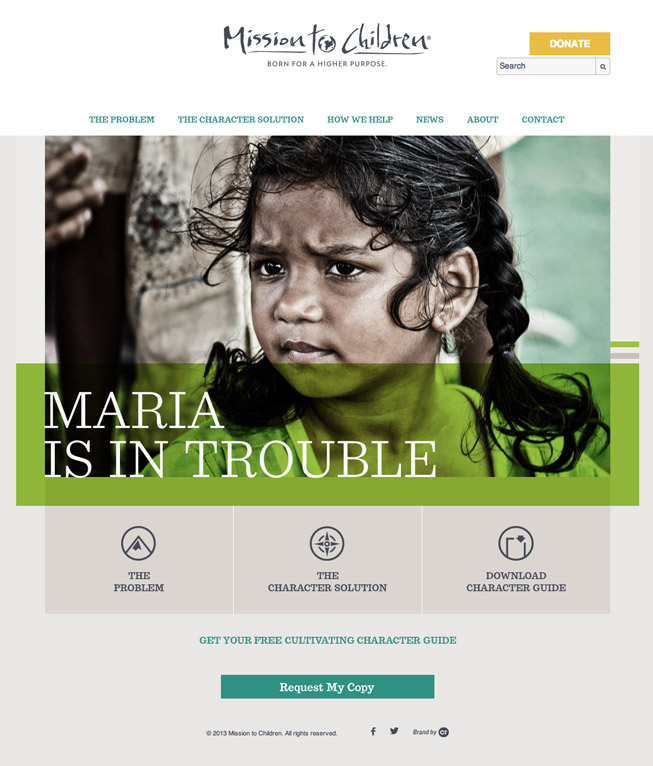 Mission to Children®
BORN FOR A HIGHER PURPOSE.
DONATE
Search
THE PROBLEM
THE CHARACTER SOLUTION
HOW WE HELP
NEWS
ABOUT
CONTACT
MARIA
IS IN TROUBLE
THE
PROBLEM
THE
CHARACTER SOLUTION
DOWNLOAD
CHARACTER GUIDE
GET YOUR FREE CULTIVATING CHARACTER GUIDE
Request My Copy
© 2013 Mission to Children. All rights reserved.
Brand by cr